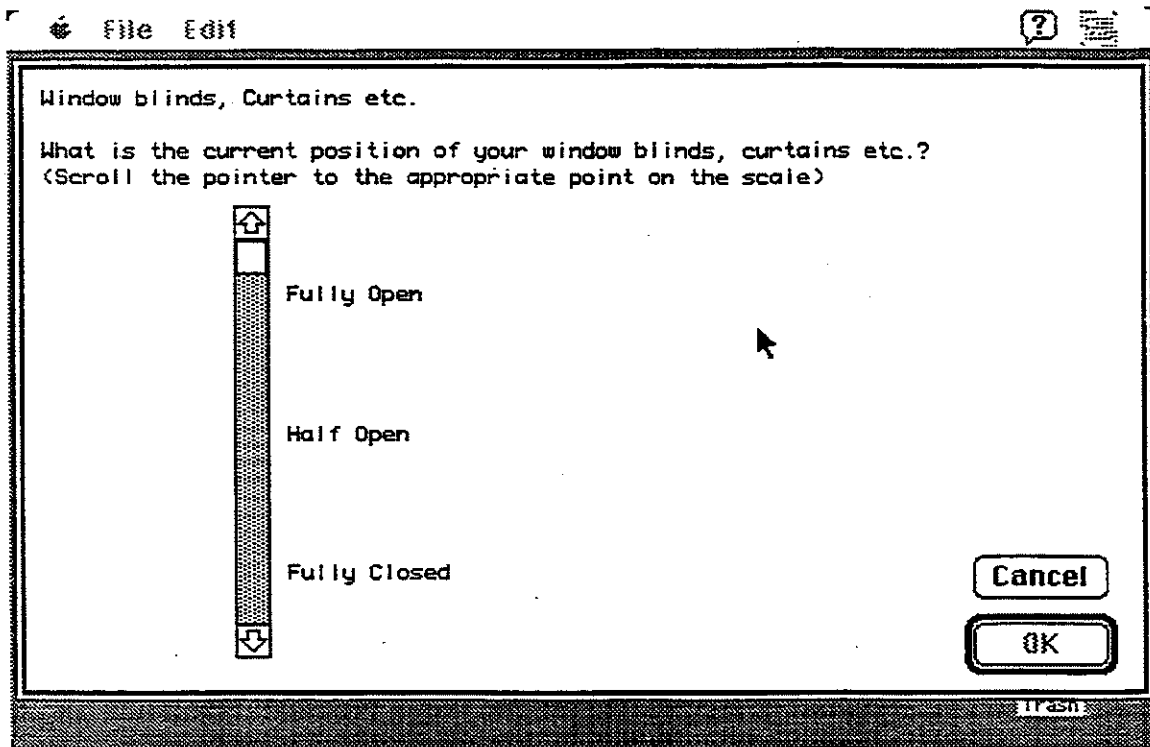 File Edit
Window blinds, Curtains etc.
What is the current position of your window blinds, curtains etc.?
(Scroll the pointer to the appropriate point on the scale)
Fully Open
Half Open
Fully Closed
Cancel
OK
Trash